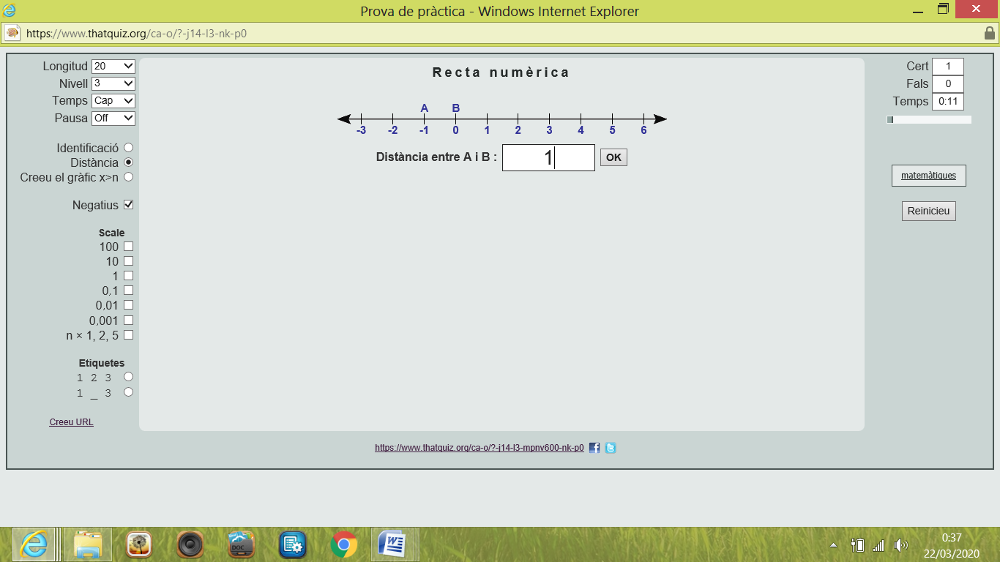 Prova de pràctica - Windows Internet Explorer
https://www.thatquiz.org/ca-o/?-j14-l3-nk-p0
Longitud 20
Nivell 3
Temps Cap
Pausa Off
Identificació
Distància
Creeu el gràfic x>n
Negatius
Scale
100
10
1
0,1
0,01
0,001
n × 1, 2, 5
Etiquetes
1 2 3
1 _ 3
Creeu URL
Recta numèrica
A B
-3 -2 -1 0 1 2 3 4 5 6
Distància entre A i B : 1 OK
Cert 1
Fals 0
Temps 0:11
matemàtiques
Reinicieu
https://www.thatquiz.org/ca-o/?-j14-l3-mpnv600-nk-p0
DOC
0:37
22/03/2020